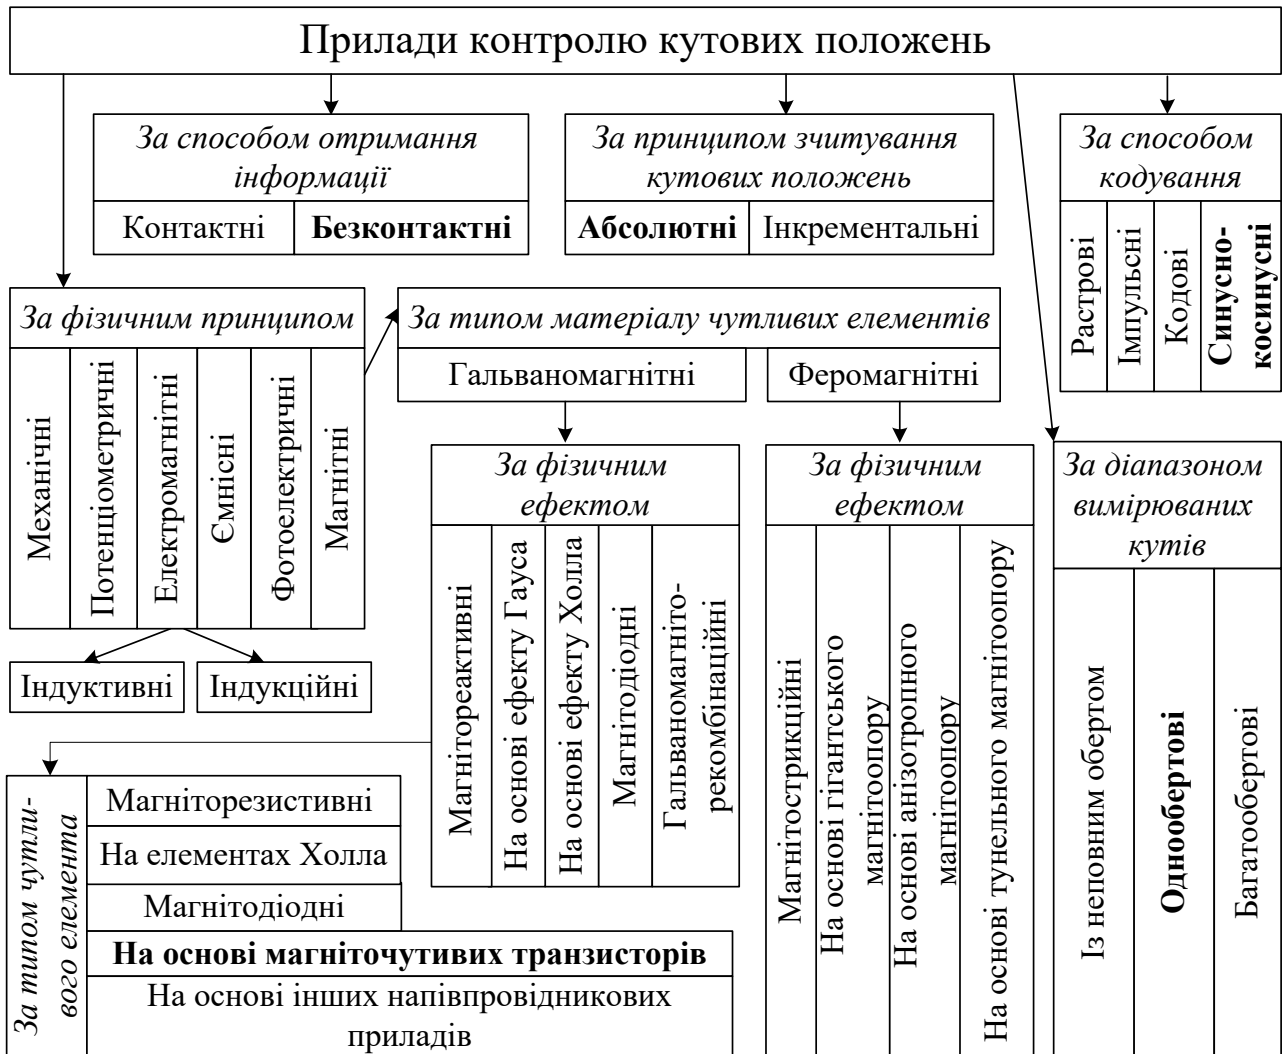 Прилади контролю кутових положень
За способом отримання
інформації
Контактні
Безконтактні
За принципом зчитування
кутових положень
Абсолютні
Інкрементальні
За способом
кодування
Растрові
Імпульсні
Кодові
Синусно-
косинусні
За фізичним принципом
Механічні
Потенціометричні
Електромагнітні
Ємнісні
Фотоелектричні
Магнітні
Індуктивні
Індукційні
За типом матеріалу чутливих елементів
Гальваномагнітні
Феромагнітні
За фізичним
ефектом
Магнітореактивні
На основі ефекту Гауса
На основі ефекту Холла
Магнітодіодні
Гальваномагніто-
рекомбінаційні
За фізичним
ефектом
Магнітострикційні
На основі гігантського
магнітоопору
На основі анізотропного
магнітоопору
На основі тунельного магнітоопору
За діапазоном
вимірюваних
кутів
Із неповним обертом
Однообертові
Багатообертові
За типом чутли-
вого елемента
Магніторезистивні
На елементах Холла
Магнітодіодні
На основі магніточутивих транзисторів
На основі інших напівпровідникових
приладів